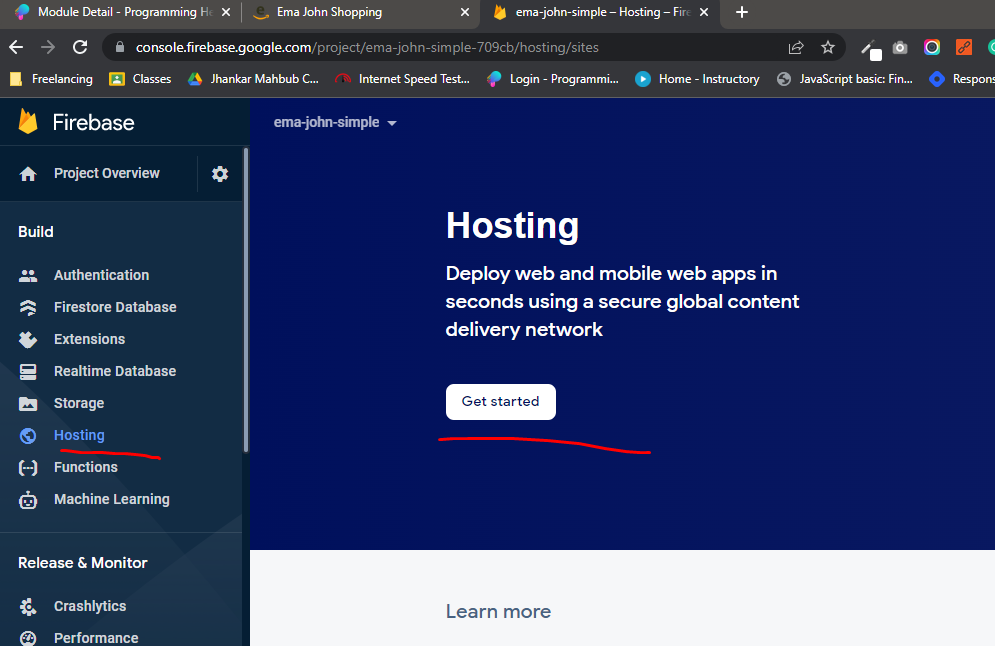 Module Detail - Programming He
Ema John Shopping
ema-john-simple – Hosting – Fire
console.firebase.google.com/project/ema-john-simple-709cb/hosting/sites
Freelancing
Classes
Jhankar Mahbub C...
Internet Speed Test...
Login - Programmi...
Home - Instructory
JavaScript basic: Fin...
Respons
Firebase
ema-john-simple
Project Overview
Build
Authentication
Firestore Database
Extensions
Realtime Database
Storage
Hosting
Functions
Machine Learning
Release & Monitor
Crashlytics
Performance
Hosting
Deploy web and mobile web apps in
seconds using a secure global content
delivery network
Get started
Learn more